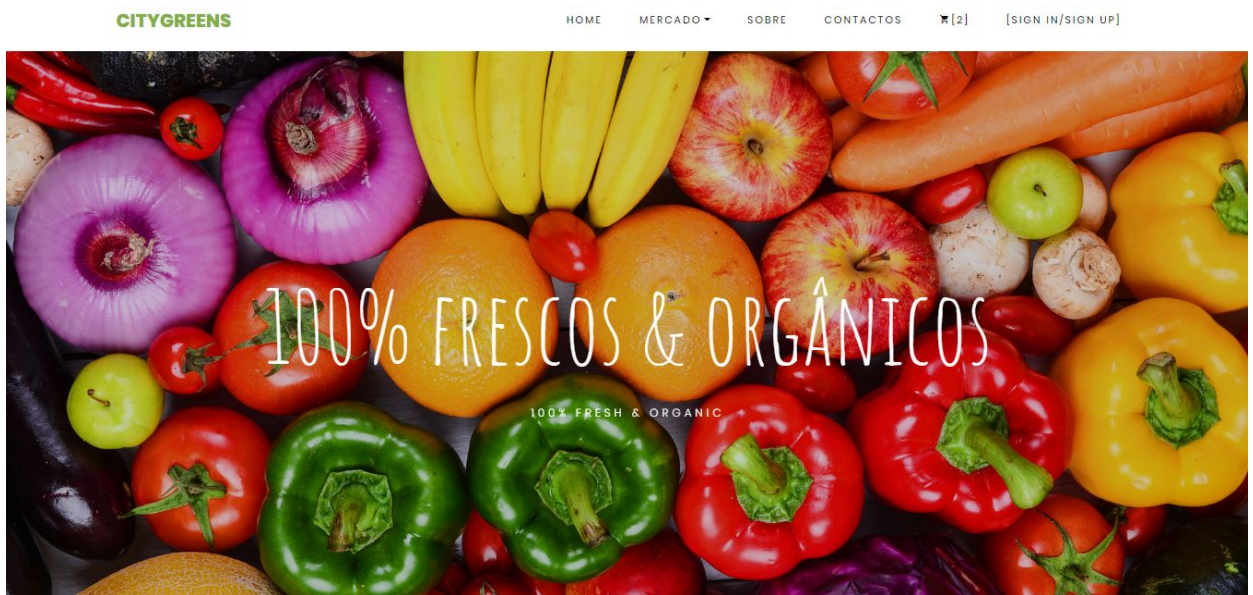 CITYGREENS
HOME MERCADO SOBRE CONTACTOS [2] [SIGN IN/SIGN UP]
100% FRESCOS & ORGÂNICOS
100% FRESH & ORGANIC